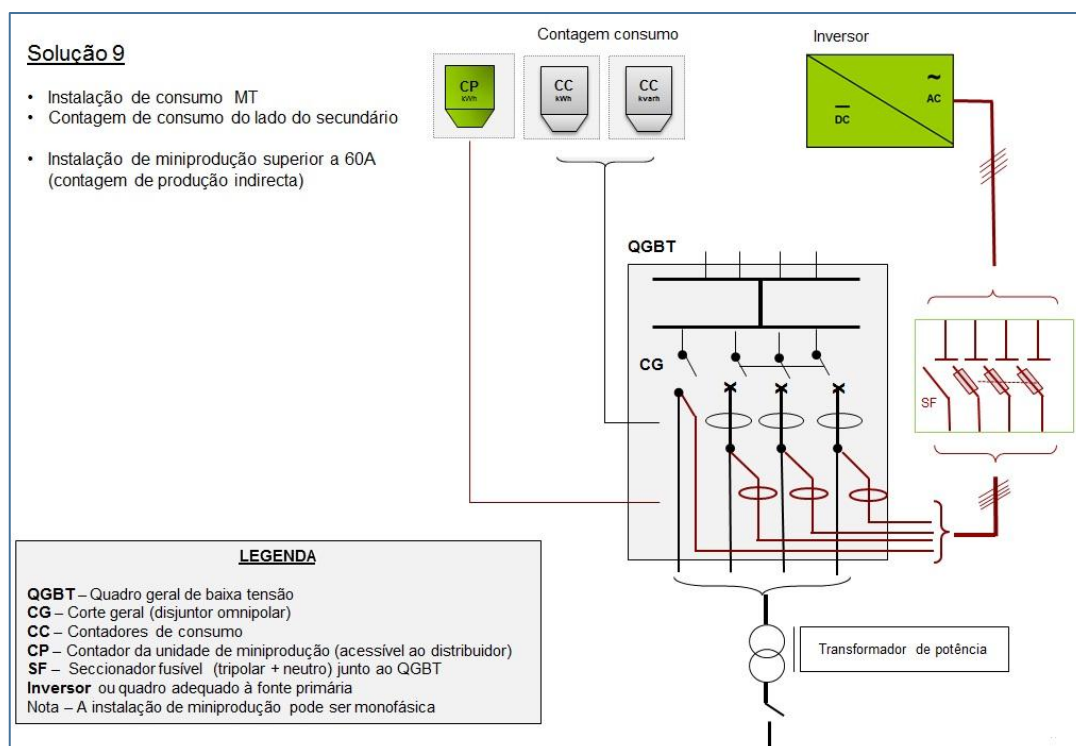 Solução 9
• Instalação de consumo MT
• Contagem de consumo do lado do secundário
• Instalação de miniprodução superior a 60A
(contagem de produção indirecta)
Contagem consumo
CP
kWh
CC
kWh
CC
kvarh
Inversor
~
AC
DC
QGBT
CG
SF
Transformador de potência
LEGENDA
QGBT – Quadro geral de baixa tensão
CG – Corte geral (disjuntor omnipolar)
CC – Contadores de consumo
CP – Contador da unidade de miniprodução (acessível ao distribuidor)
SF – Seccionador fusível (tripolar + neutro) junto ao QGBT
Inversor ou quadro adequado à fonte primária
Nota – A instalação de miniprodução pode ser monofásica